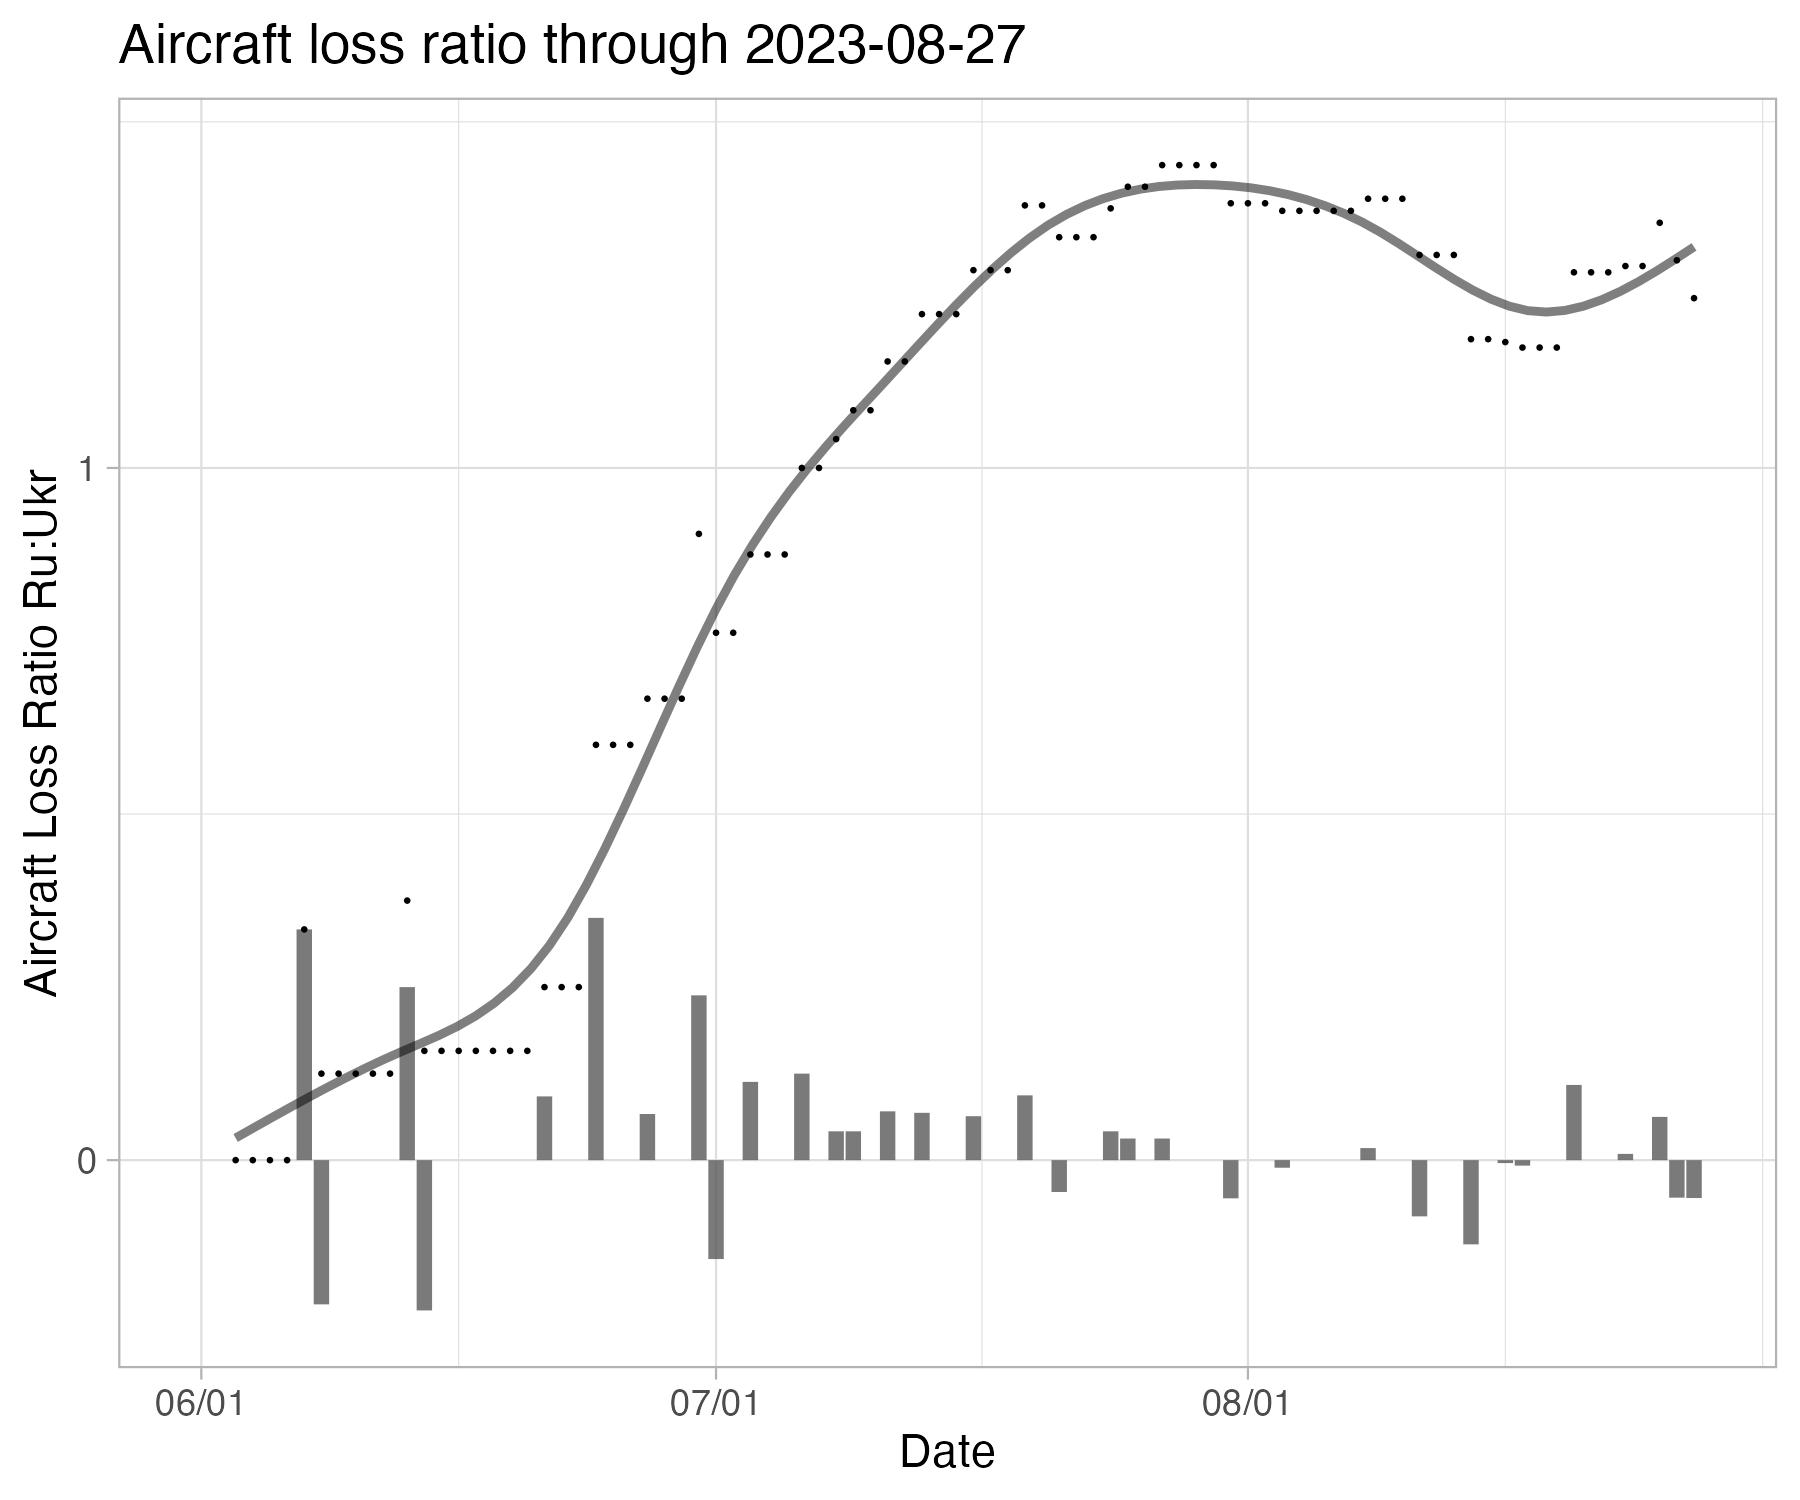 Aircraft loss ratio through 2023-08-27
Aircraft Loss Ratio Ru:Ukr
1
0
06/01
07/01
08/01
Date